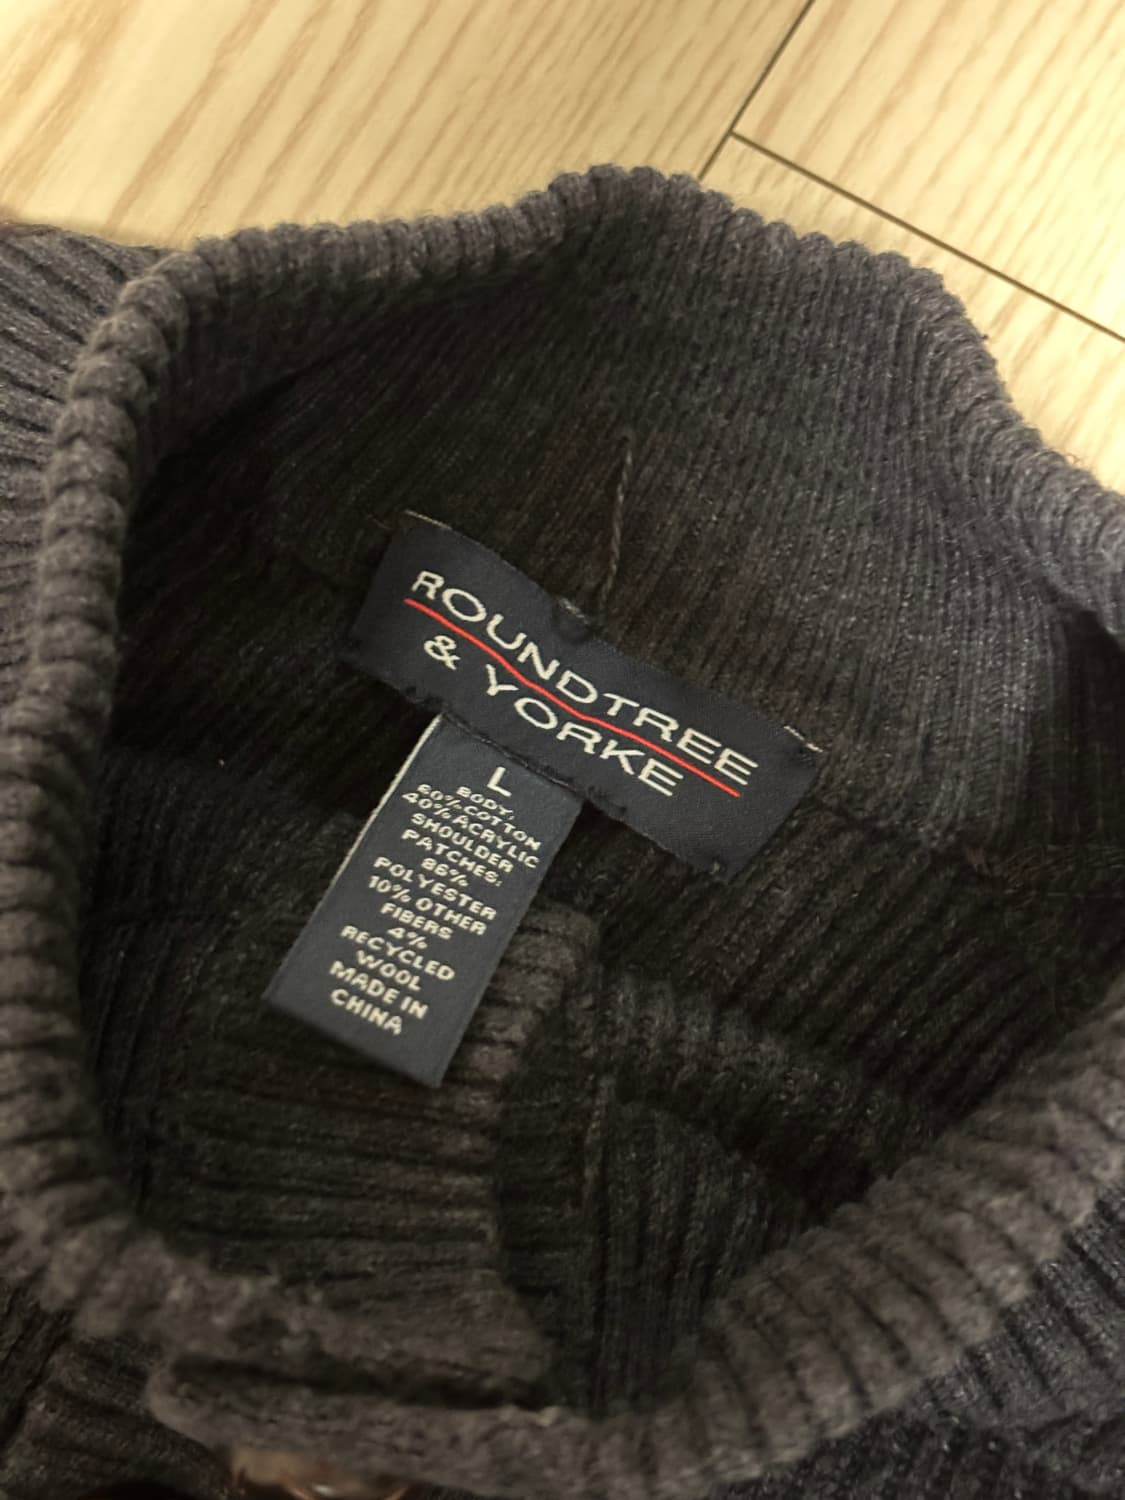 ROUNDTREE
& YORKE
L
BODY:
60% COTTON
40% ACRYLIC
SHOULDER
PATCHES:
86%
POLYESTER
10% OTHER
FIBERS
4%
RECYCLED
WOOL
MADE IN
CHINA